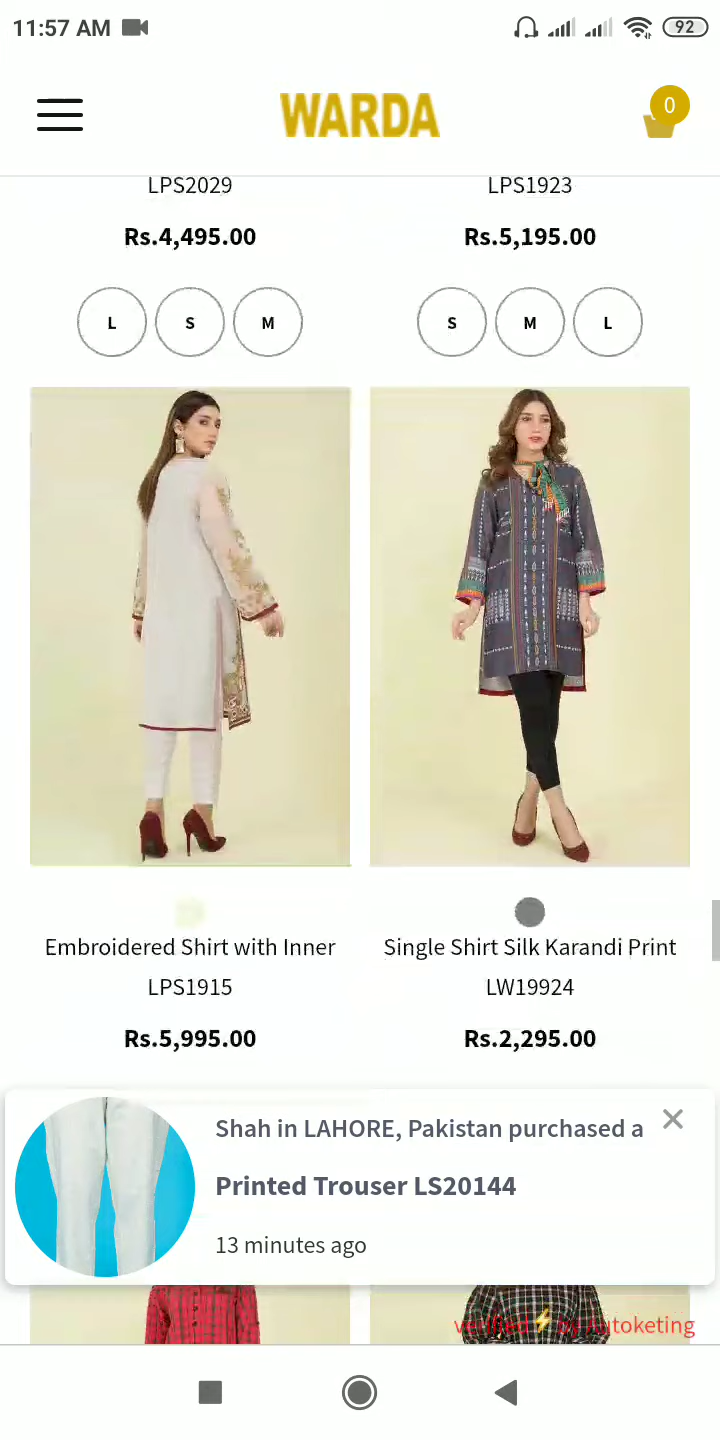 11:57 AM
92
WARDA
0
LPS2029
LPS1923
Rs.4,495.00
Rs.5,195.00
L S M
S M L
Embroidered Shirt with Inner
LPS1915
Rs.5,995.00
Single Shirt Silk Karandi Print
LW19924
Rs.2,295.00
Shah in LAHORE, Pakistan purchased a
Printed Trouser LS20144
13 minutes ago
verified ⚡ by Autoketing